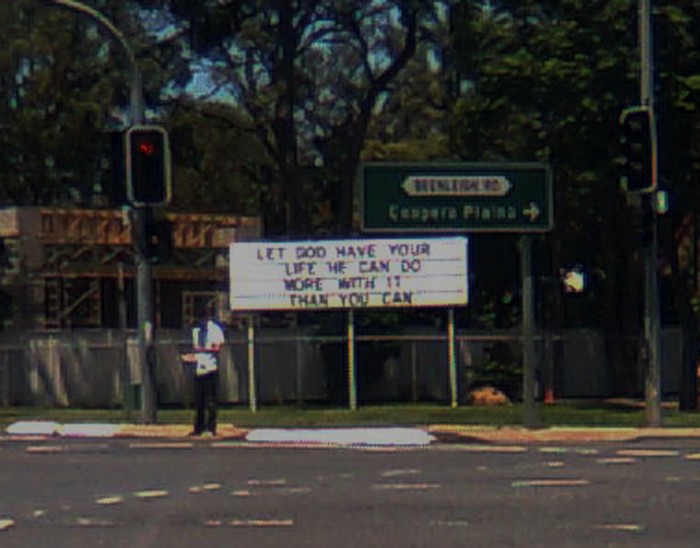 BEENLEIGH RD
Coopers Plains
LET GOD HAVE YOUR
LIFE HE CAN DO
MORE WITH IT
THAN YOU CAN